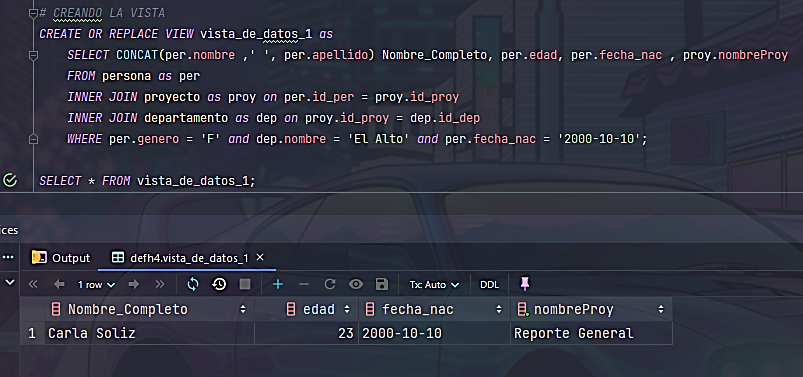 # CREANDO LA VISTA
CREATE OR REPLACE VIEW vista_de_datos_1 as
SELECT CONCAT(per.nombre ,' ', per.apellido) Nombre_Completo, per.edad, per.fecha_nac , proy.nombreProy
FROM persona as per
INNER JOIN proyecto as proy on per.id_per = proy.id_proy
INNER JOIN departamento as dep on proy.id_proy = dep.id_dep
WHERE per.genero = 'F' and dep.nombre = 'El Alto' and per.fecha_nac = '2000-10-10';
SELECT * FROM vista_de_datos_1;
ices
Output defh4.vista_de_datos_1 ×
1 row Tx: Auto DDL
Nombre_Completo edad fecha_nac nombreProy
1 Carla Soliz 23 2000-10-10 Reporte General